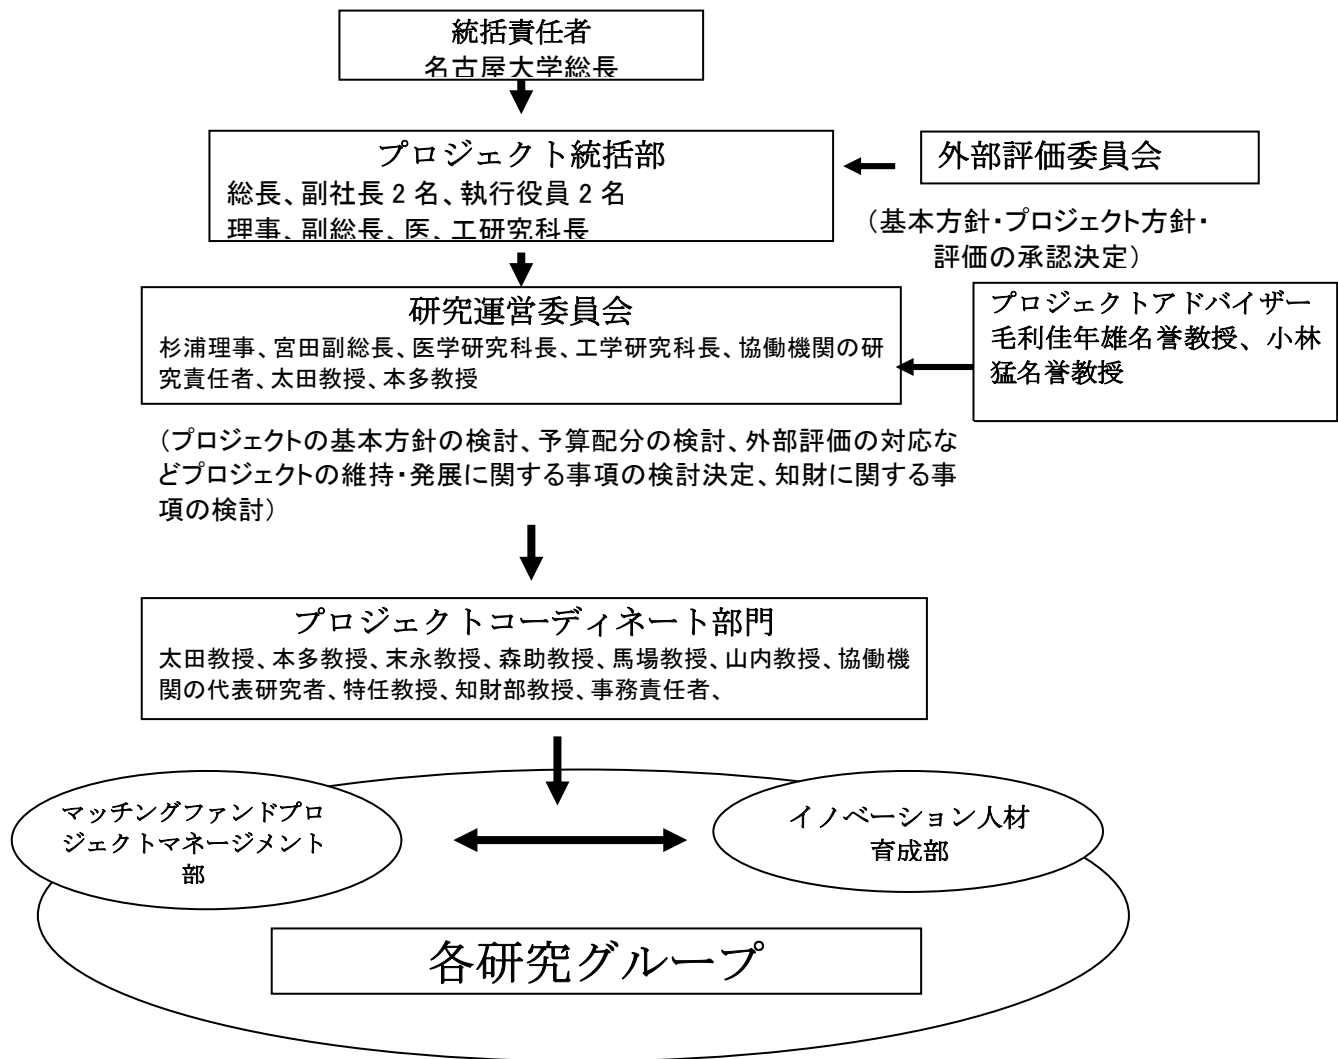 統括責任者
名古屋大学総長
プロジェクト統括部
総長、副社長 2 名、執行役員 2 名
理事、副総長、医、工研究科長
外部評価委員会
（基本方針・プロジェクト方針・
評価の承認決定）
研究運営委員会
杉浦理事、宮田副総長、医学研究科長、工学研究科長、協働機関の研
究責任者、太田教授、本多教授
プロジェクトアドバイザー
毛利佳年雄名誉教授、小林
猛名誉教授
（プロジェクトの基本方針の検討、予算配分の検討、外部評価の対応な
どプロジェクトの維持・発展に関する事項の検討決定、知財に関する事
項の検討）
プロジェクトコーディネート部門
太田教授、本多教授、末永教授、森助教授、馬場教授、山内教授、協働機
関の代表研究者、特任教授、知財部教授、事務責任者、
マッチングファンドプロ
ジェクトマネージメント
部
イノベーション人材
育成部
各研究グループ